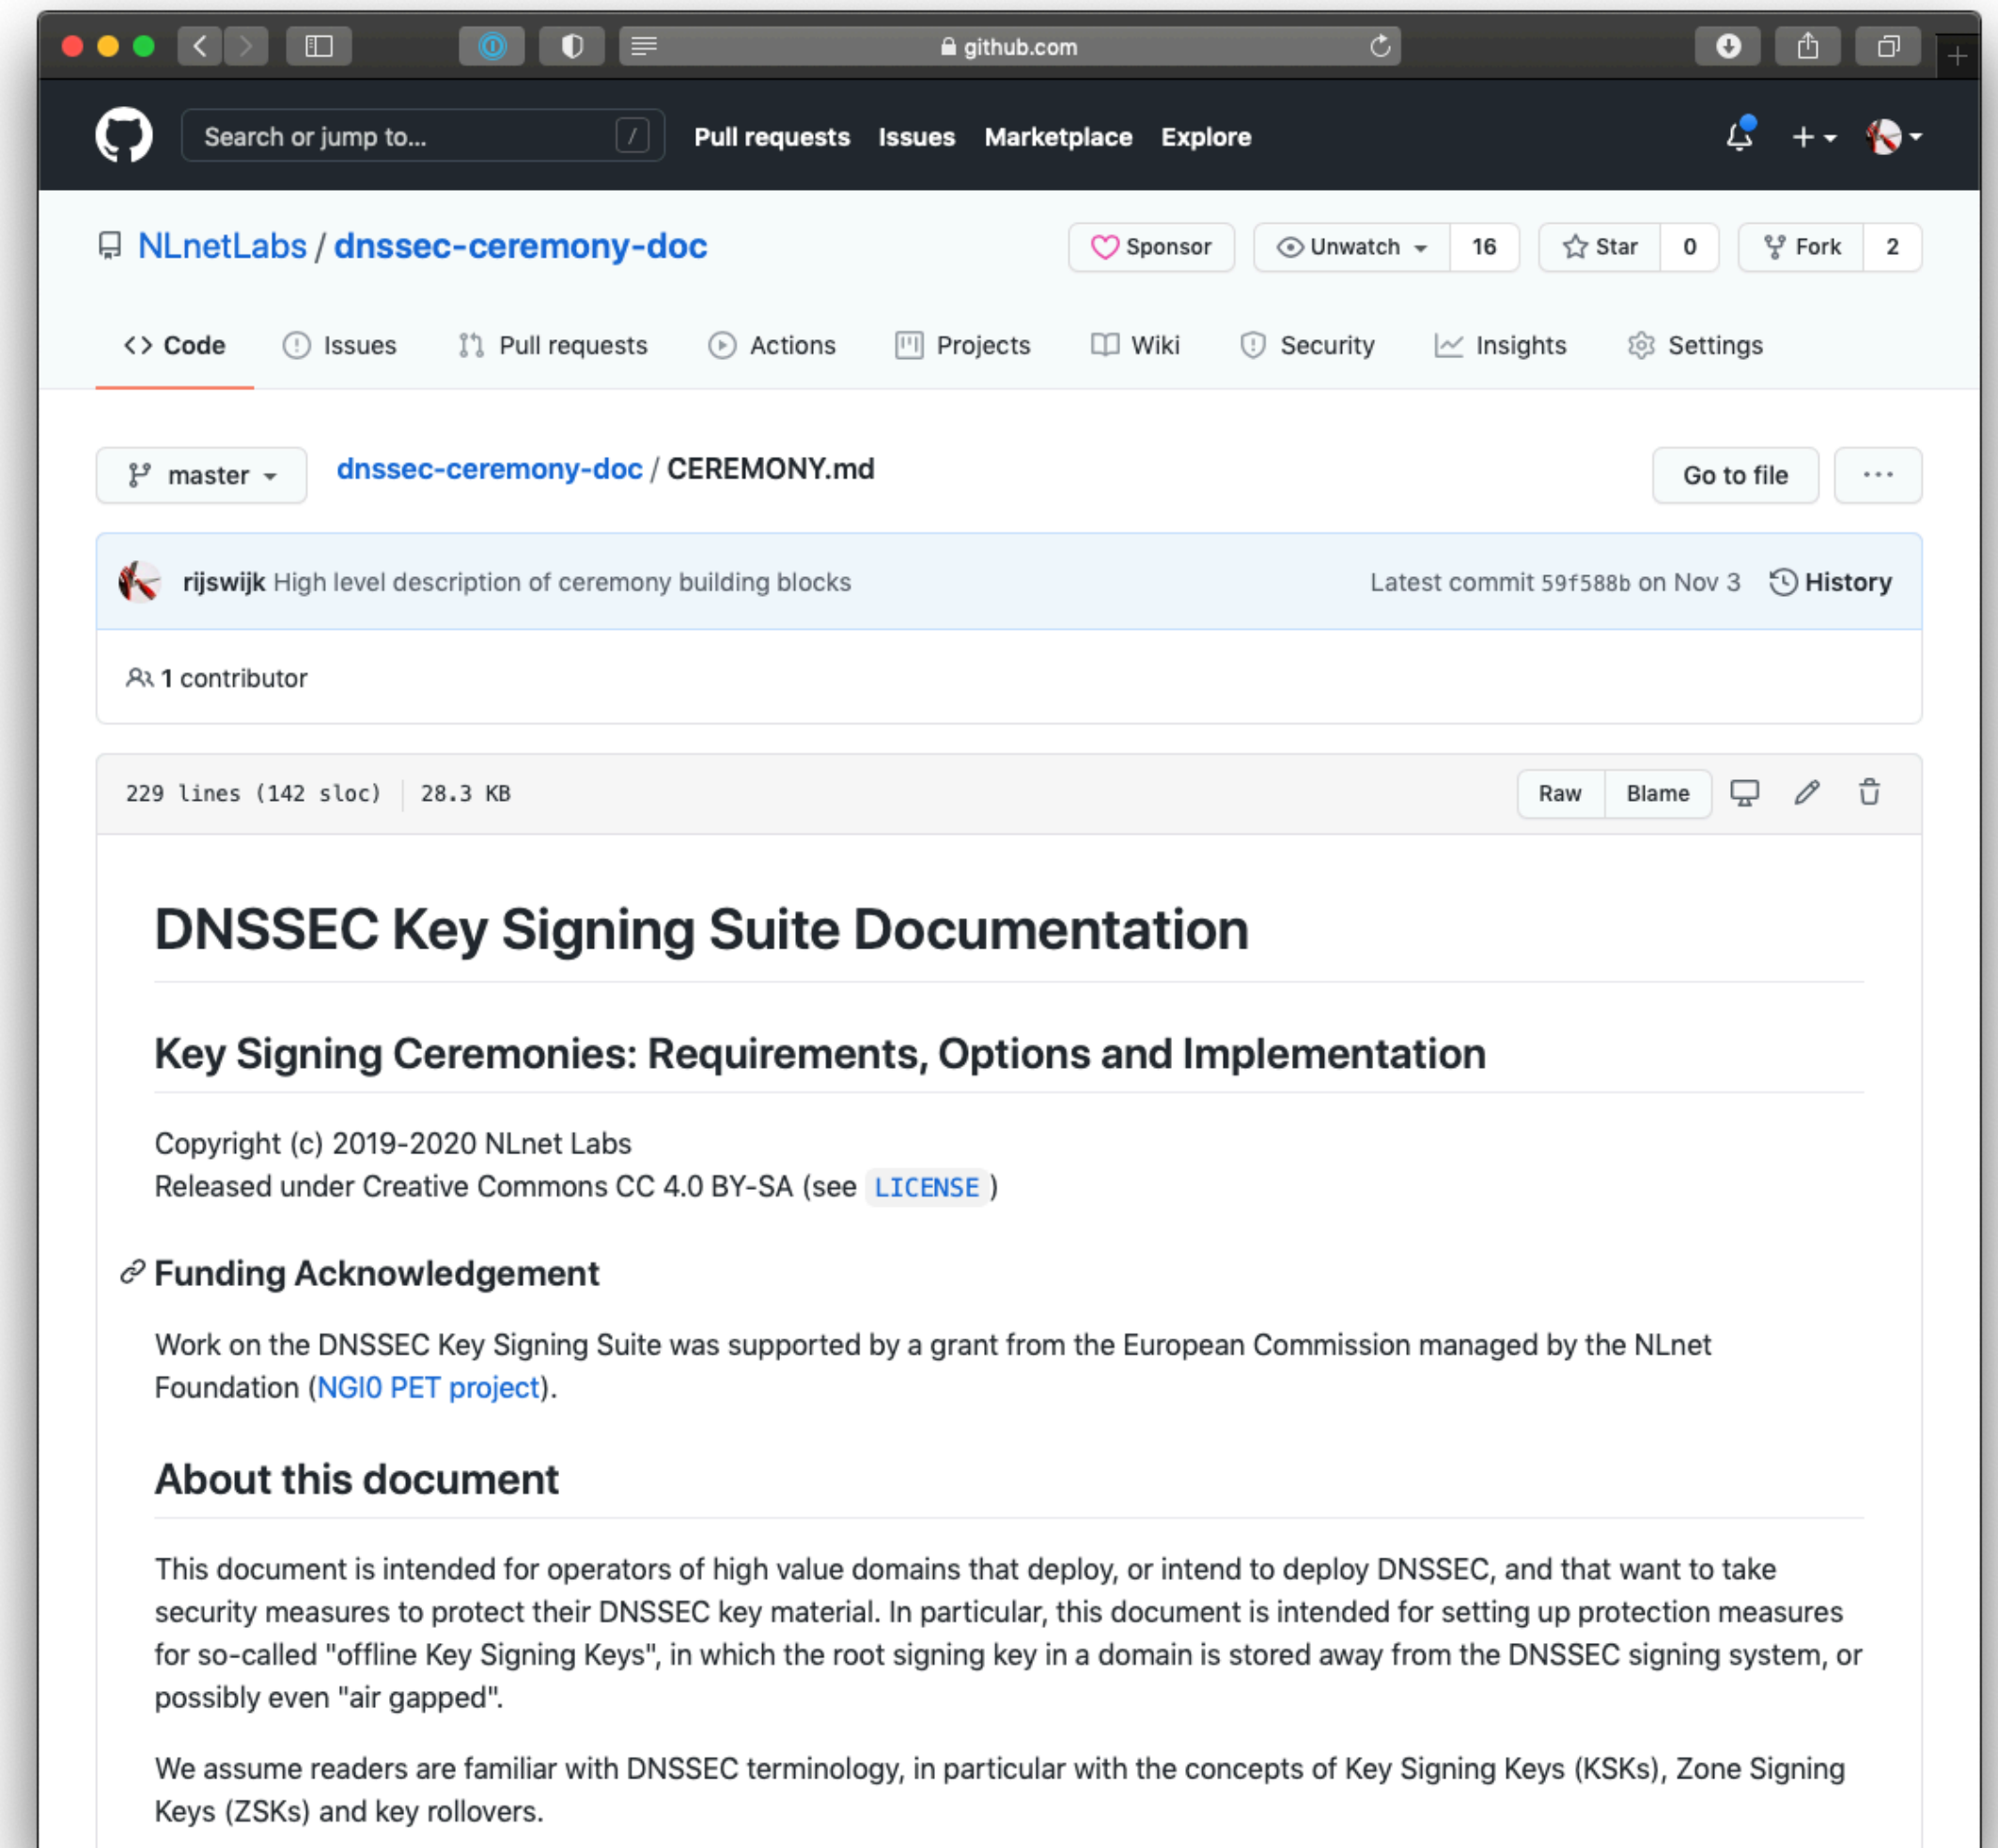 github.com
Search or jump to... /
Pull requests Issues Marketplace Explore
NLnetLabs / dnssec-ceremony-doc
Sponsor Unwatch 16 Star 0 Fork 2
<> Code Issues Pull requests Actions Projects Wiki Security Insights Settings
master dnssec-ceremony-doc / CEREMONY.md Go to file ...
rijswijk High level description of ceremony building blocks Latest commit 59f588b on Nov 3 History
1 contributor
229 lines (142 sloc) 28.3 KB Raw Blame
DNSSEC Key Signing Suite Documentation
Key Signing Ceremonies: Requirements, Options and Implementation
Copyright (c) 2019-2020 NLnet Labs
Released under Creative Commons CC 4.0 BY-SA (see LICENSE )
Funding Acknowledgement
Work on the DNSSEC Key Signing Suite was supported by a grant from the European Commission managed by the NLnet
Foundation (NGI0 PET project).
About this document
This document is intended for operators of high value domains that deploy, or intend to deploy DNSSEC, and that want to take
security measures to protect their DNSSEC key material. In particular, this document is intended for setting up protection measures
for so-called "offline Key Signing Keys", in which the root signing key in a domain is stored away from the DNSSEC signing system, or
possibly even "air gapped".
We assume readers are familiar with DNSSEC terminology, in particular with the concepts of Key Signing Keys (KSKs), Zone Signing
Keys (ZSKs) and key rollovers.